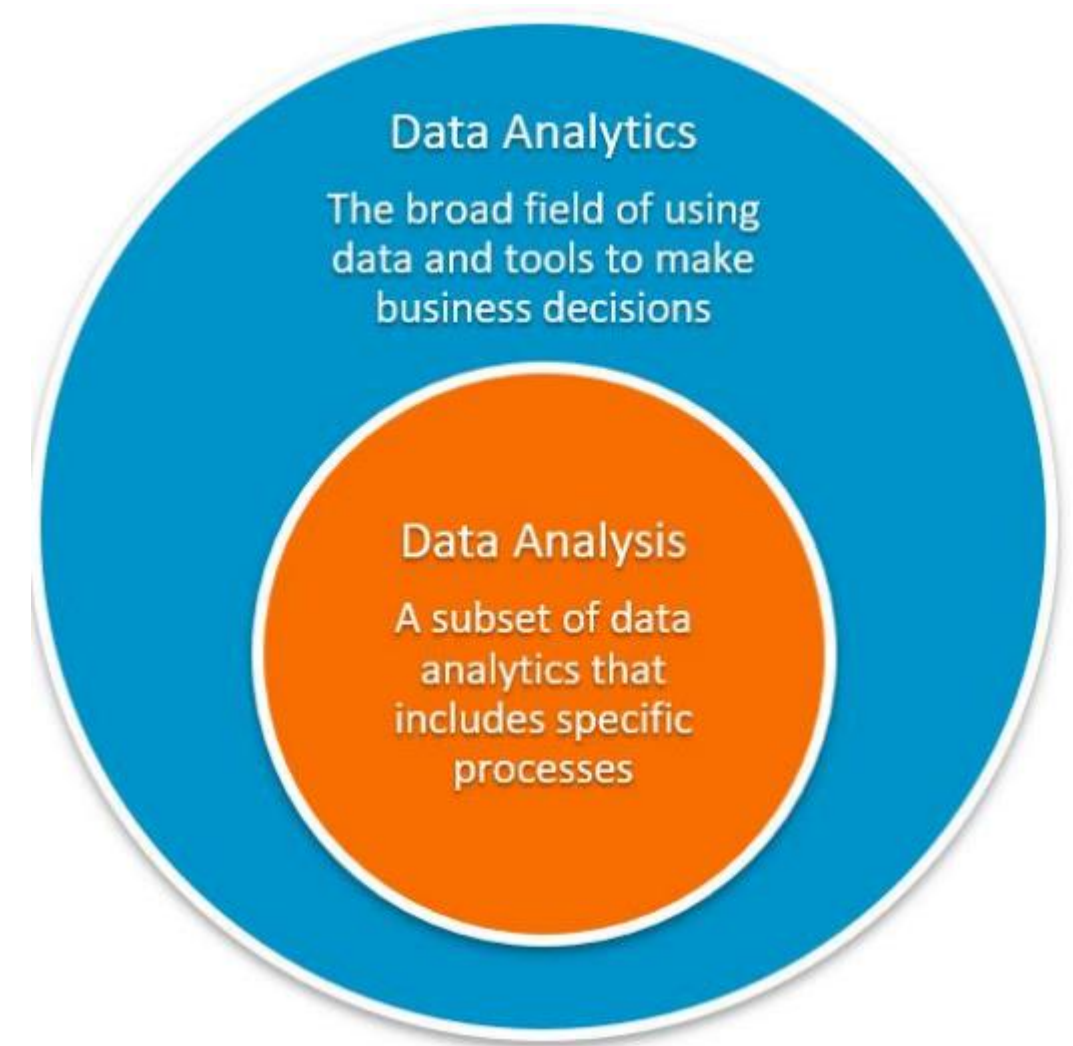 Data Analytics
The broad field of using
data and tools to make
business decisions
Data Analysis
A subset of data
analytics that
includes specific
processes